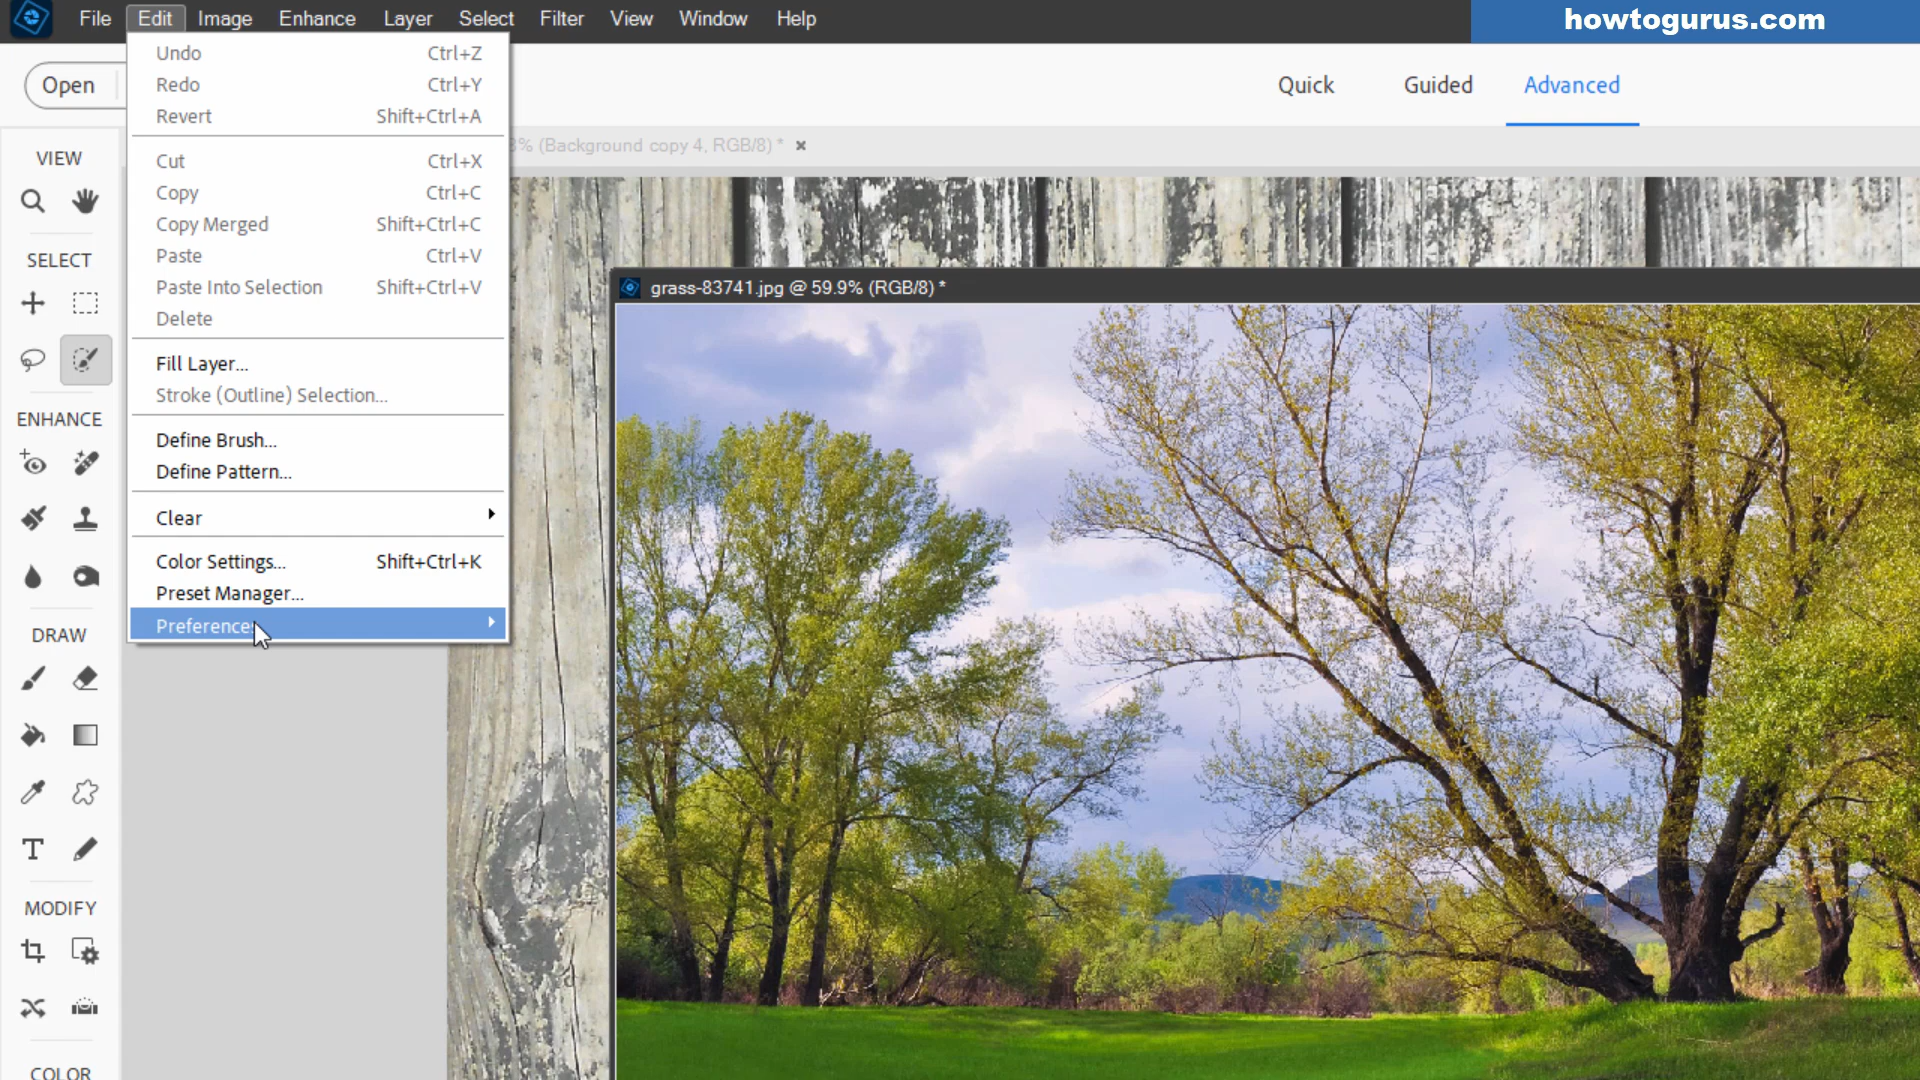 File Edit Image Enhance Layer Select Filter View Window Help
howtogurus.com
Open
Quick Guided Advanced
Undo Ctrl+Z
Redo Ctrl+Y
Revert Shift+Ctrl+A
Cut Ctrl+X
Copy Ctrl+C
Copy Merged Shift+Ctrl+C
Paste Ctrl+V
Paste Into Selection Shift+Ctrl+V
Delete
Fill Layer...
Stroke (Outline) Selection...
Define Brush...
Define Pattern...
Clear
Color Settings... Shift+Ctrl+K
Preset Manager...
Preferences
% (Background copy 4, RGB/8) *
grass-83741.jpg @ 59.9% (RGB/8) *
VIEW
SELECT
ENHANCE
DRAW
MODIFY
COLOR